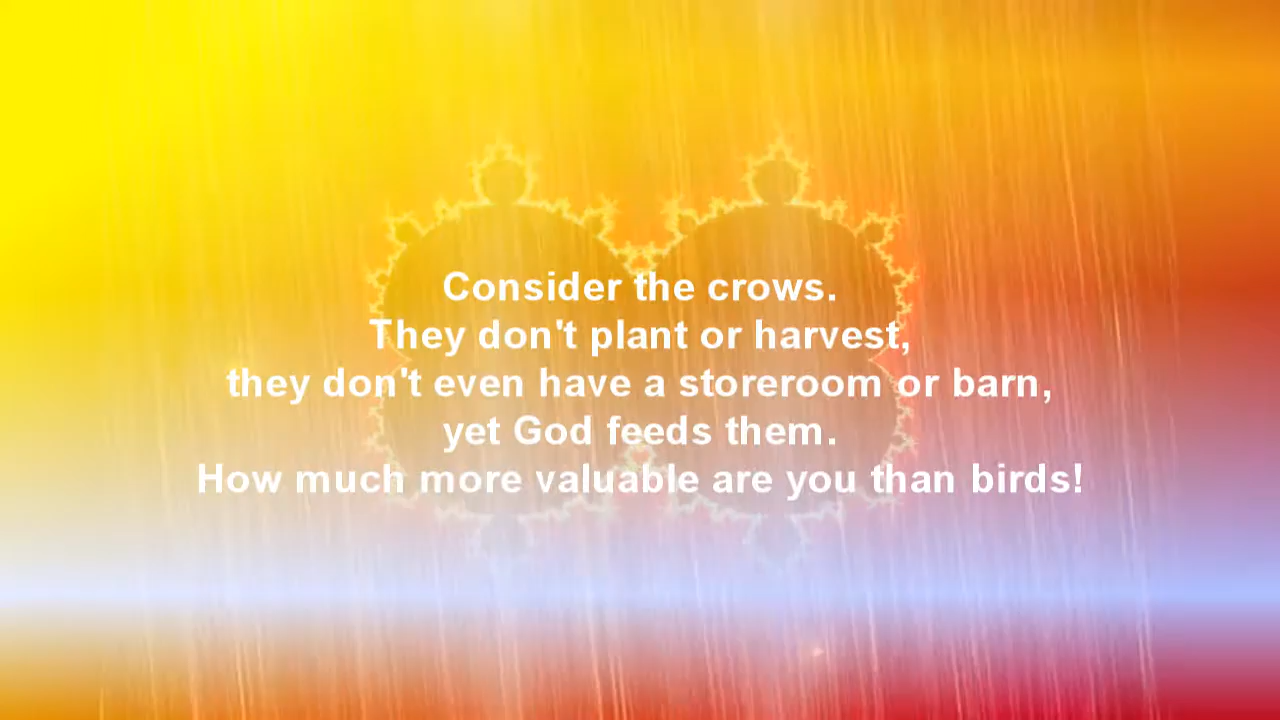 Consider the crows.
They don't plant or harvest,
they don't even have a storeroom or barn,
yet God feeds them.
How much more valuable are you than birds!